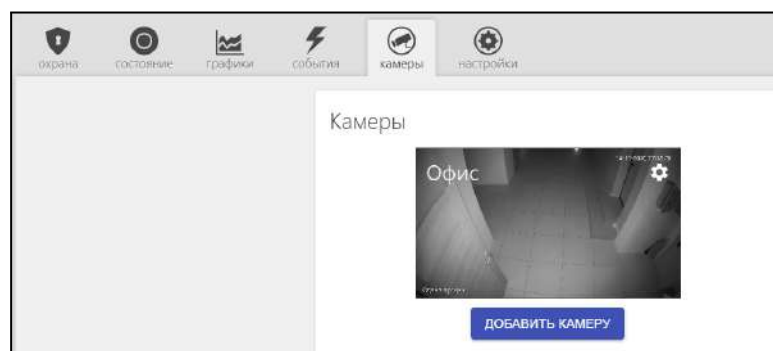 охрана
состояние
графики
события
камеры
настройки
Камеры
Офис
ДОБАВИТЬ КАМЕРУ